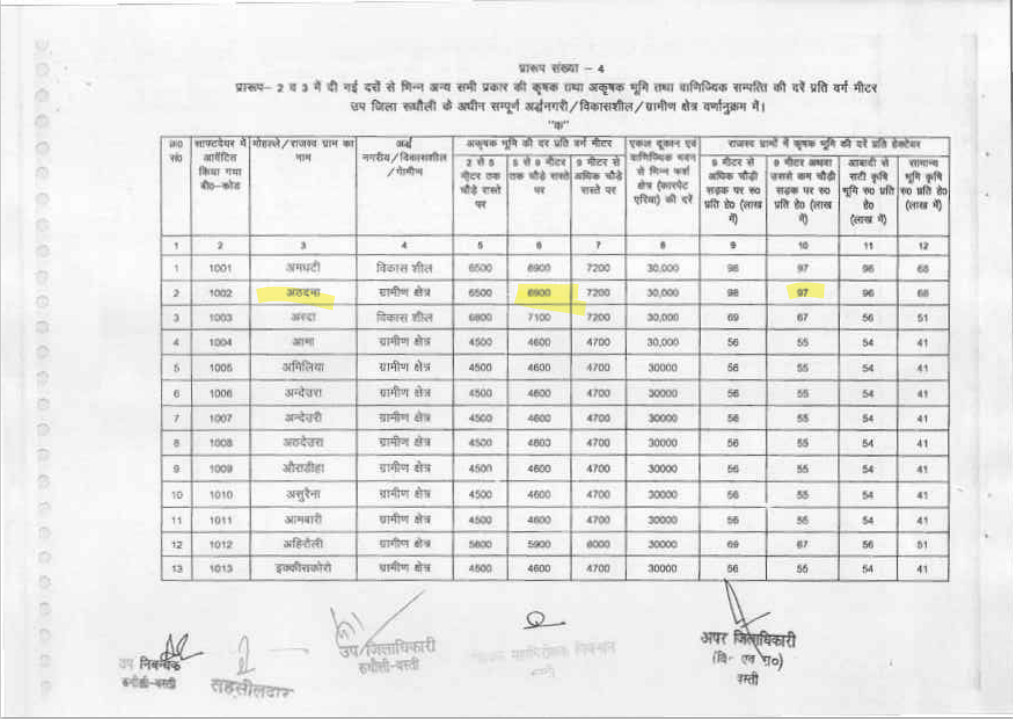 प्रारूप संख्या – 4
प्रारूप– 2 व 3 में दी गई दरों से भिन्न अन्य सभी प्रकार की कृषक तथा अकृषक भूमि तथा वाणिज्यिक सम्पत्ति की दरें प्रति वर्ग मीटर
उप जिला रूधौली के अधीन सम्पूर्ण अर्द्धनगरी/विकासशील/ग्रामीण क्षेत्र वर्णानुक्रम में।
"क"
क्र0 सं0 | साफ्टवेयर में आवंटित किया गया वी0–कोड | मोहल्ले/राजस्व ग्राम का नाम | अर्द्ध नगरीय/विकासशील/ग्रामीण | अकृषक भूमि की दर प्रति वर्ग मीटर | एकल दूकान एवं वाणिज्यिक भवन से भिन्न फर्श क्षेत्र (कारपेट एरिया) की दरें | राजस्व ग्रामों में कृषक भूमि की दरें प्रति हेक्टेयर
2 से 5 मीटर तक चौड़े रास्ते पर | 5 से 9 मीटर तक चौड़े रास्ते पर | 9 मीटर से अधिक चौड़े रास्ते पर | 9 मीटर से अधिक चौड़ी सड़क पर रु0 प्रति हे0 (लाख में) | 9 मीटर अथवा उससे कम चौड़ी सड़क पर रु0 प्रति हे0 (लाख में) | आबादी से सटी कृषि भूमि रु0 प्रति हे0 (लाख में) | सामान्य भूमि कृषि रु0 प्रति हे0 (लाख में)
1 | 2 | 3 | 4 | 5 | 6 | 7 | 8 | 9 | 10 | 11 | 12
1 | 1001 | अमघटी | विकास शील | 6500 | 6900 | 7200 | 30,000 | 98 | 97 | 96 | 68
2 | 1002 | अठदमा | ग्रामीण क्षेत्र | 6500 | 6900 | 7200 | 30,000 | 98 | 97 | 96 | 68
3 | 1003 | अस्टा | विकास शील | 6800 | 7100 | 7200 | 30,000 | 69 | 67 | 56 | 51
4 | 1004 | आमा | ग्रामीण क्षेत्र | 4500 | 4600 | 4700 | 30,000 | 56 | 55 | 54 | 41
5 | 1005 | अमिलिया | ग्रामीण क्षेत्र | 4500 | 4600 | 4700 | 30000 | 56 | 55 | 54 | 41
6 | 1006 | अन्देउरा | ग्रामीण क्षेत्र | 4500 | 4600 | 4700 | 30000 | 56 | 55 | 54 | 41
7 | 1007 | अन्देउरी | ग्रामीण क्षेत्र | 4500 | 4600 | 4700 | 30000 | 56 | 55 | 54 | 41
8 | 1008 | अठदेउरा | ग्रामीण क्षेत्र | 4500 | 4600 | 4700 | 30000 | 56 | 55 | 54 | 41
9 | 1009 | औराडीहा | ग्रामीण क्षेत्र | 4500 | 4600 | 4700 | 30000 | 56 | 55 | 54 | 41
10 | 1010 | असुरैना | ग्रामीण क्षेत्र | 4500 | 4600 | 4700 | 30000 | 56 | 55 | 54 | 41
11 | 1011 | आमबारी | ग्रामीण क्षेत्र | 4500 | 4600 | 4700 | 30000 | 56 | 55 | 54 | 41
12 | 1012 | अहिरौली | ग्रामीण क्षेत्र | 5800 | 5900 | 6000 | 30000 | 69 | 67 | 56 | 51
13 | 1013 | इक्कीसकोरो | ग्रामीण क्षेत्र | 4500 | 4600 | 4700 | 30000 | 56 | 55 | 54 | 41
उप निबन्धक
रूधौली–बस्ती
तहसीलदार
उप जिलाधिकारी
रूधौली–बस्ती
अपर जिलाधिकारी
(वि० एवं रा0)
बस्ती